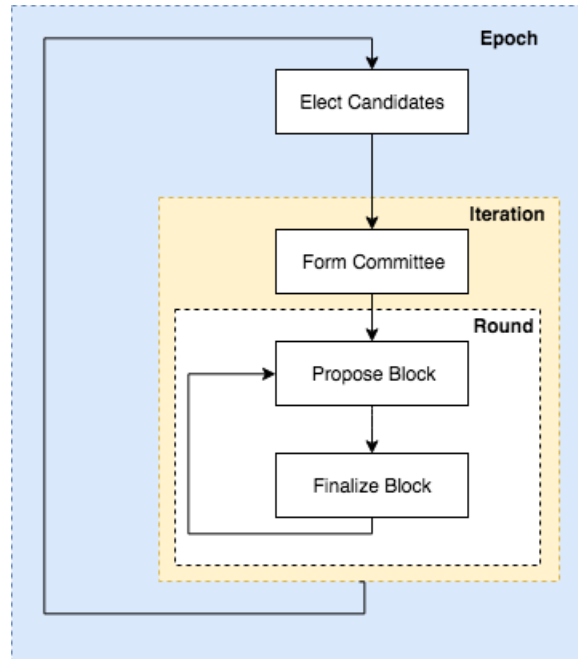 Epoch
Elect Candidates
Iteration
Form Committee
Round
Propose Block
Finalize Block